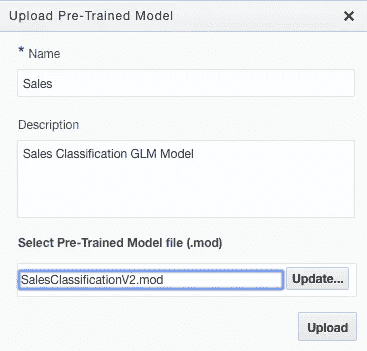 Upload Pre-Trained Model
* Name
Sales
Description
Sales Classification GLM Model
Select Pre-Trained Model file (.mod)
SalesClassificationV2.mod Update...
Upload